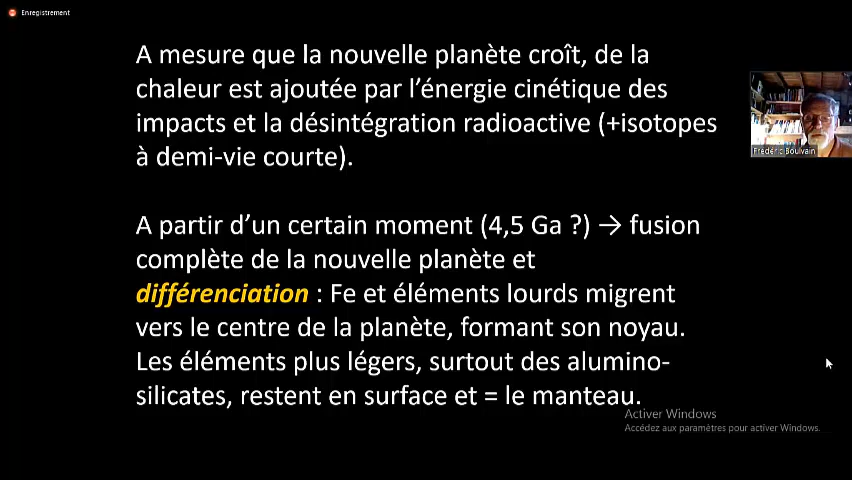 Enregistrement
A mesure que la nouvelle planète croît, de la
chaleur est ajoutée par l'énergie cinétique des
impacts et la désintégration radioactive (+isotopes
à demi-vie courte).
Frédéric Boulvain
A partir d'un certain moment (4,5 Ga ?) → fusion
complète de la nouvelle planète et
différenciation : Fe et éléments lourds migrent
vers le centre de la planète, formant son noyau.
Les éléments plus légers, surtout des alumino-
silicates, restent en surface et = le manteau.
Activer Windows
Accédez aux paramètres pour activer Windows.